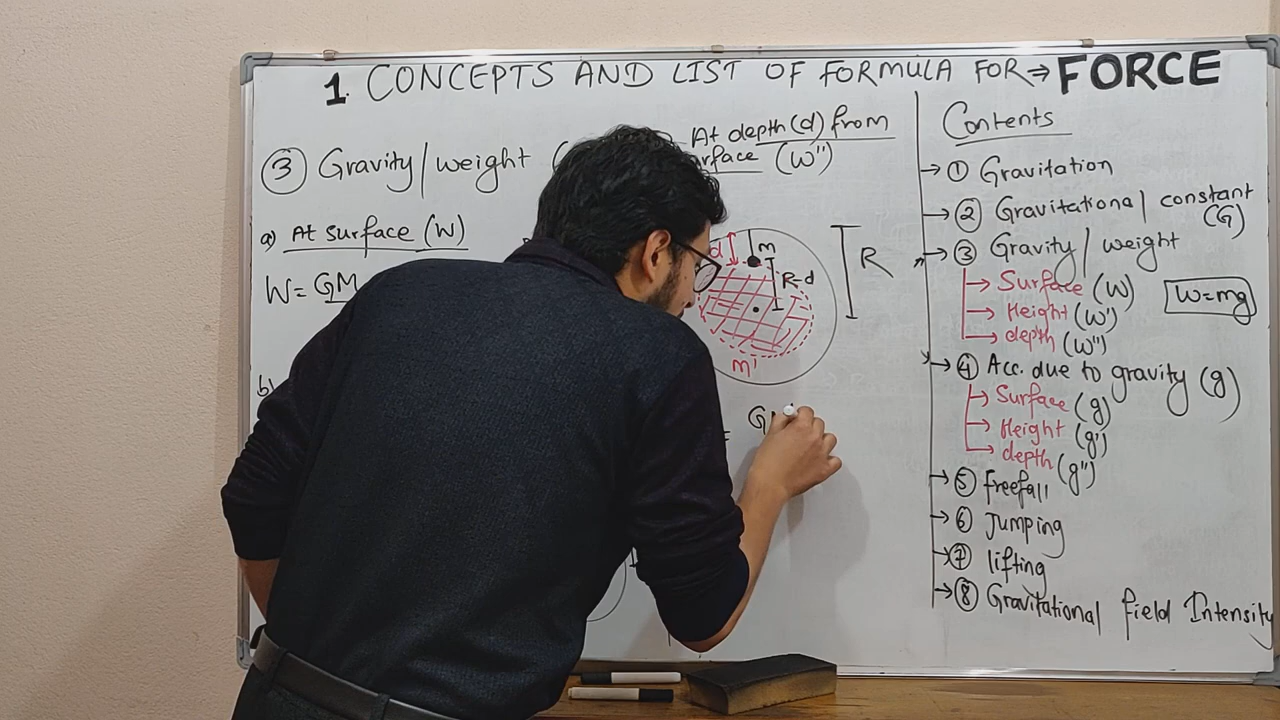 1. CONCEPTS AND LIST OF FORMULA FOR → FORCE
③ Gravity/weight (
At depth (d) from
rface (W")
a) At surface (W)
W = GM
b)
d
m
R-d
R
M'
= GM
Contents
→ ① Gravitation
→ ② Gravitational constant
(G)
→ ③ Gravity/weight
→ Surface (W)
W=mg
→ Height (W')
→ depth (W")
→ ④ Acc. due to gravity (g)
→ Surface (g)
→ Height (g')
→ depth (g")
→ ⑤ freefall
→ ⑥ Jumping
→ ⑦ lifting
→ ⑧ Gravitational field Intensity